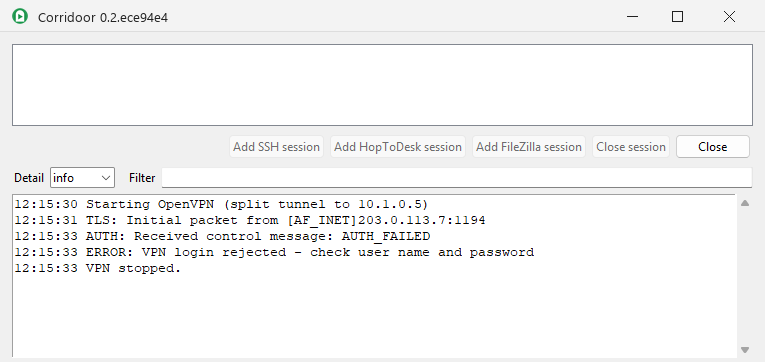 Corridoor 0.2.ece94e4
Add SSH session Add HopToDesk session Add FileZilla session Close session Close
Detail info Filter
12:15:30 Starting OpenVPN (split tunnel to 10.1.0.5)
12:15:31 TLS: Initial packet from [AF_INET]203.0.113.7:1194
12:15:33 AUTH: Received control message: AUTH_FAILED
12:15:33 ERROR: VPN login rejected - check user name and password
12:15:33 VPN stopped.